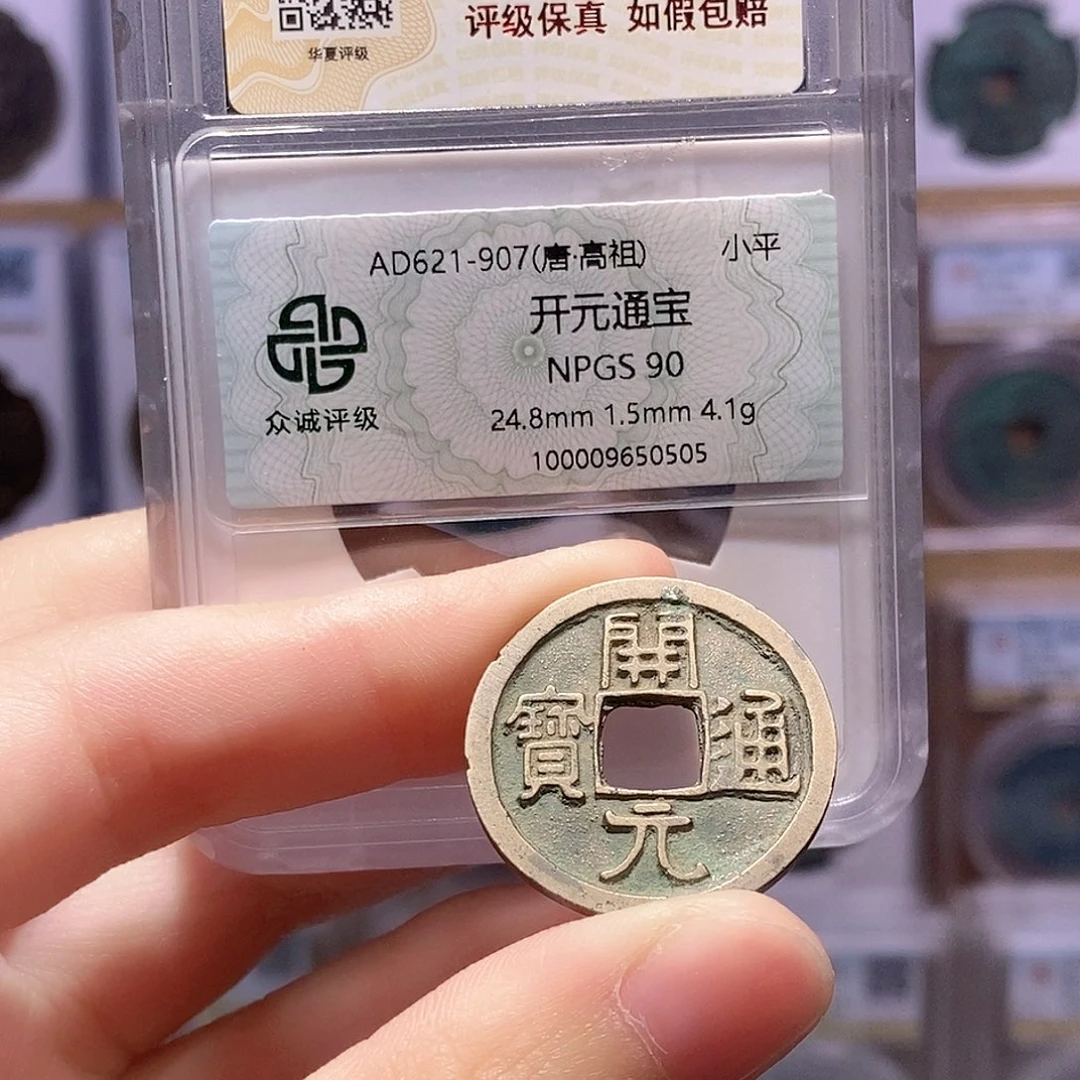 评级保真 如假包赔
华夏评级
AD621-907(唐·高祖) 小平
开元通宝
NPGS 90
24.8mm 1.5mm 4.1g
100009650505
众诚评级
開
寶 通
元